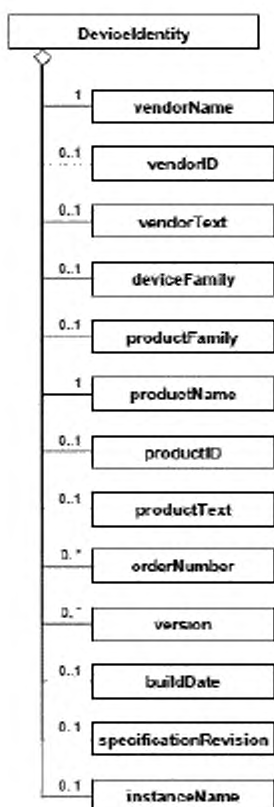 DeviceIdentity
1
vendorName
0..1
vendorID
0..1
vendorText
0..1
deviceFamily
0..1
productFamily
1
productName
0..1
productID
0..1
productText
0..*
orderNumber
0..*
version
0..1
buildDate
0..1
specificationRevision
0..1
instanceName